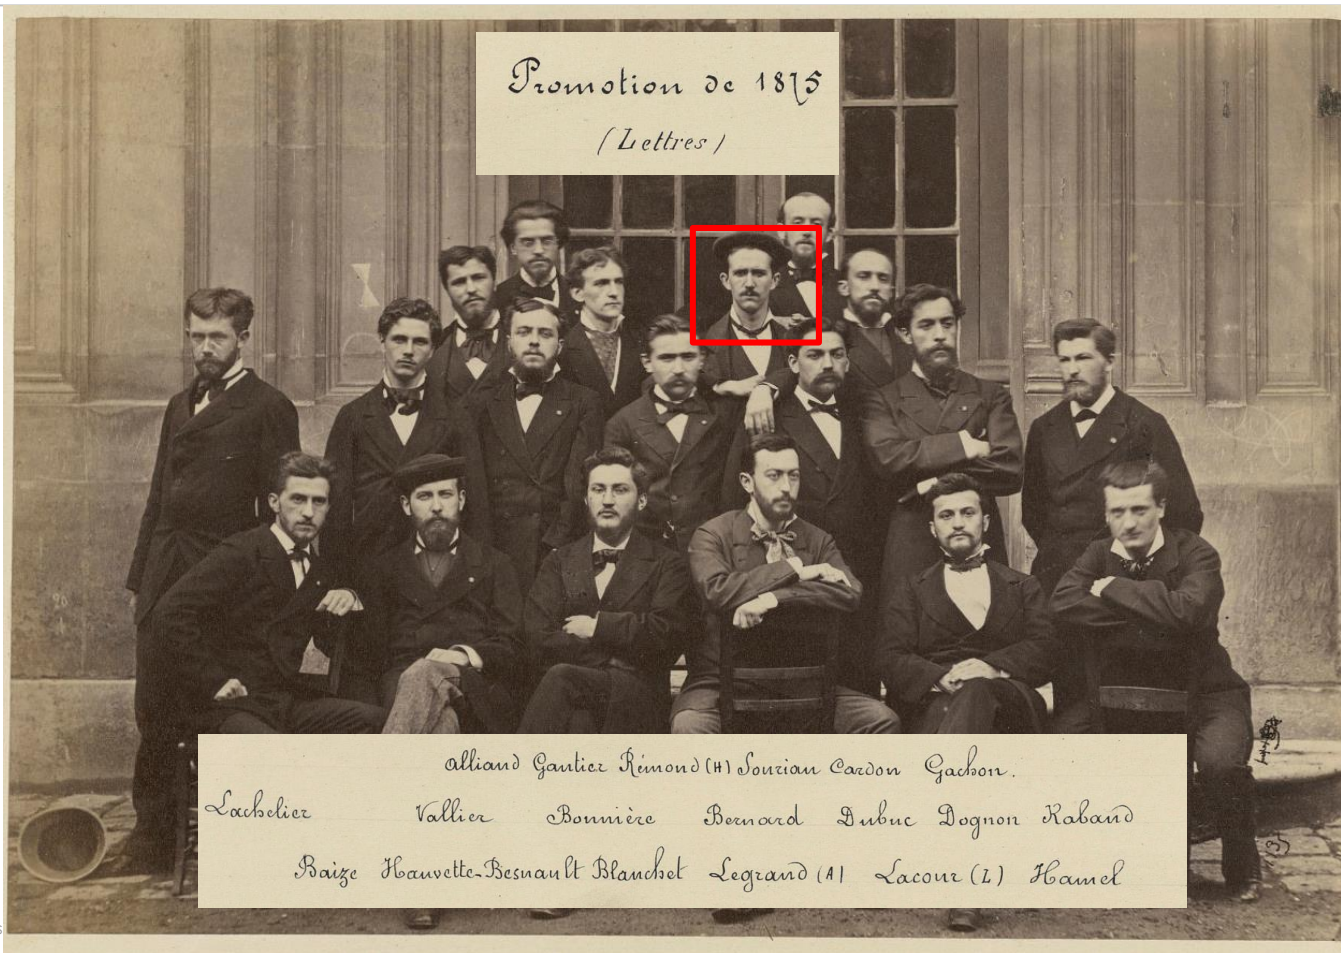 Promotion de 1875
(Lettres)
Alliand Gautier Rémond (H) Sourian Cardon Gachon.
Lachelier Vallier Bonnière Bernard Dubuc Dognon Rabaud
Baize Hauvette-Besnault Blanchet Legrand (A) Lacour (L) Hamel